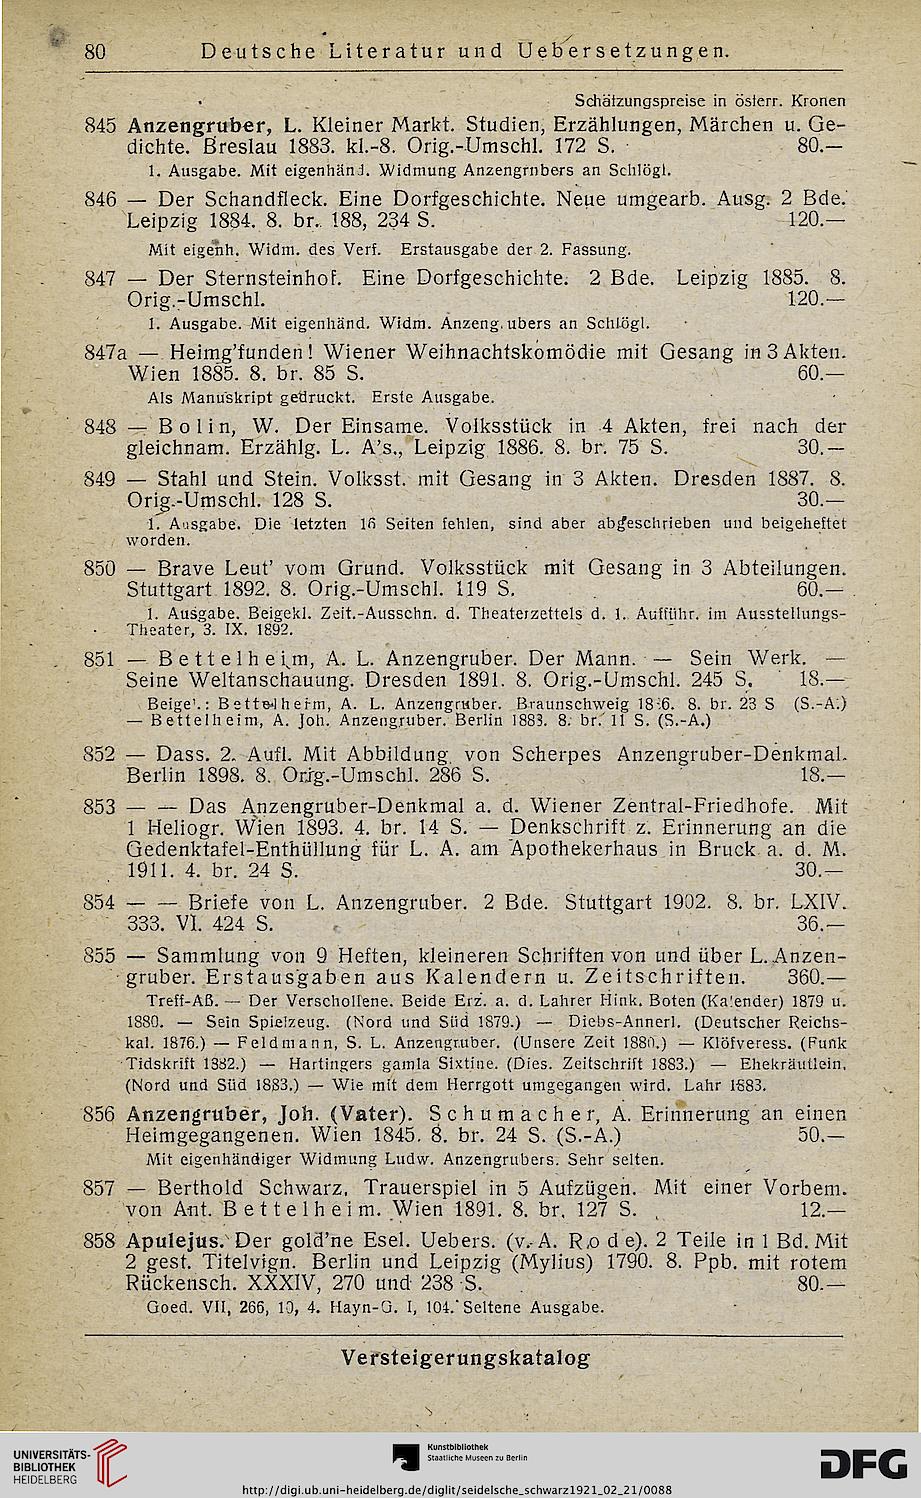 80 Deutsche Literatur und Uebersetzungen.
Schätzungspreise in österr. Kronen
845 Anzengruber, L. Kleiner Markt. Studien, Erzählungen, Märchen u. Ge-
dichte. Breslau 1883. kl.-8. Orig.-Umschl. 172 S. 80.—
1. Ausgabe. Mit eigenhänd. Widmung Anzengrnbers an Schlögl.
846 — Der Schandfleck. Eine Dorfgeschichte. Neue umgearb. Ausg. 2 Bde.
Leipzig 1884. 8. br. 188, 234 S. 120.—
Mit eigenh. Widm. des Verf. Erstausgabe der 2. Fassung.
847 — Der Sternsteinhof. Eine Dorfgeschichte. 2 Bde. Leipzig 1885. 8.
Orig.-Umschl. 120.—
1. Ausgabe. Mit eigenhänd. Widm. Anzeng.ubers an Schlögl.
847a — Heimg'funden! Wiener Weihnachtskomödie mit Gesang in 3 Akten.
Wien 1885. 8. br. 85 S. 60.—
Als Manuskript gedruckt. Erste Ausgabe.
848 — Bolin, W. Der Einsame. Volksstück in 4 Akten, frei nach der
gleichnam. Erzählg. L. A's., Leipzig 1886. 8. br. 75 S. 30.—
849 — Stahl und Stein. Volksst. mit Gesang in 3 Akten. Dresden 1887. 8.
Orig.-Umschl. 128 S. 30.—
1. Ausgabe. Die letzten 16 Seiten fehlen, sind aber abgeschrieben und beigeheftet
worden.
850 — Brave Leut' vom Grund. Volksstück mit Gesang in 3 Abteilungen.
Stuttgart 1892. 8. Orig.-Umschl. 119 S. 60.—
1. Ausgabe. Beigekl. Zeit.-Ausschn. d. Theaterzettels d. 1. Aufführ. im Ausstellungs-
Theater, 3. IX. 1892.
851 — Bettelheim, A. L. Anzengruber. Der Mann. — Sein Werk. —
Seine Weltanschauung. Dresden 1891. 8. Orig.-Umschl. 245 S. 18.—
Beigel.: Bettelheim, A. L. Anzengruber. Braunschweig 18 6. 8. br. 23 S (S.-A.)
— Bettelheim, A. Joh. Anzengruber. Berlin 1883. 8. br. 11 S. (S.-A.)
852 — Dass. 2. Aufl. Mit Abbildung von Scherpes Anzengruber-Denkmal.
Berlin 1898. 8. Orig.-Umschl. 286 S. 18.—
853 — — Das Anzengruber-Denkmal a. d. Wiener Zentral-Friedhofe. Mit
1 Heliogr. Wien 1893. 4. br. 14 S. — Denkschrift z. Erinnerung an die
Gedenktafel-Enthüllung für L. A. am Apothekerhaus in Bruck a. d. M.
1911. 4. br. 24 S. 30.—
854 — — Briefe von L. Anzengruber. 2 Bde. Stuttgart 1902. 8. br. LXIV.
333. VI. 424 S. 36.—
855 — Sammlung von 9 Heften, kleineren Schriften von und über L. Anzen-
gruber. Erstausgaben aus Kalendern u. Zeitschriften. 360.—
Treff-Aß. — Der Verschollene. Beide Erz. a. d. Lahrer Hink. Boten (Kalender) 1879 u.
1880. — Sein Spielzeug. (Nord und Süd 1879.) — Diebs-Annerl. (Deutscher Reichs-
kal. 1876.) — Feldmann, S. L. Anzengruber. (Unsere Zeit 1880.) — Klöfveress. (Funk
Tidskrift 1882.) — Hartingers gamla Sixtine. (Dies. Zeitschrift 1883.) — Ehekräutlein.
(Nord und Süd 1883.) — Wie mit dem Herrgott umgegangen wird. Lahr 1883.
856 Anzengruber, Joh. (Vater). Schumacher, A. Erinnerung an einen
Heimgegangenen. Wien 1845. 8. br. 24 S. (S.-A.) 50.—
Mit eigenhändiger Widmung Ludw. Anzengrubers. Sehr selten.
857 — Berthold Schwarz. Trauerspiel in 5 Aufzügen. Mit einer Vorbem.
von Ant. Bettelheim. Wien 1891. 8. br. 127 S. 12.—
858 Apulejus. Der gold'ne Esel. Uebers. (v. A. Rode). 2 Teile in 1 Bd. Mit
2 gest. Titelvign. Berlin und Leipzig (Mylius) 1790. 8. Ppb. mit rotem
Rückensch. XXXIV, 270 und 238 S. 80.—
Goed. VII, 266, 10, 4. Hayn-G. I, 104. Seltene Ausgabe.
Versteigerungskatalog
UNIVERSITÄTS-
BIBLIOTHEK
HEIDELBERG
Kunstbibliothek
Staatliche Museen zu Berlin
DFG
http://digi.ub.uni-heidelberg.de/diglit/seidelsche_schwarz1921_02_21/0088